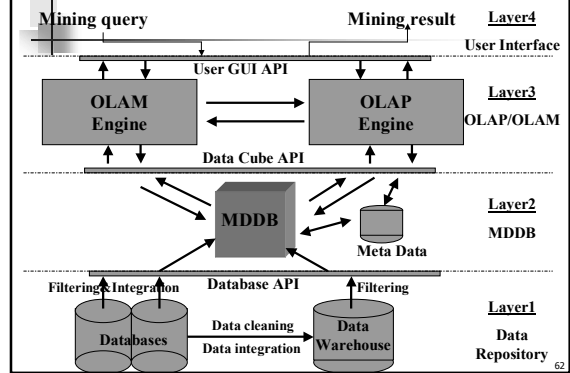 Mining query
Mining result
Layer4
User Interface
User GUI API
OLAM
Engine
OLAP
Engine
Layer3
OLAP/OLAM
Data Cube API
MDDB
Meta Data
Layer2
MDDB
Filtering&Integration
Database API
Filtering
Layer1
Data
Repository
Databases
Data cleaning
Data integration
Data
Warehouse
62